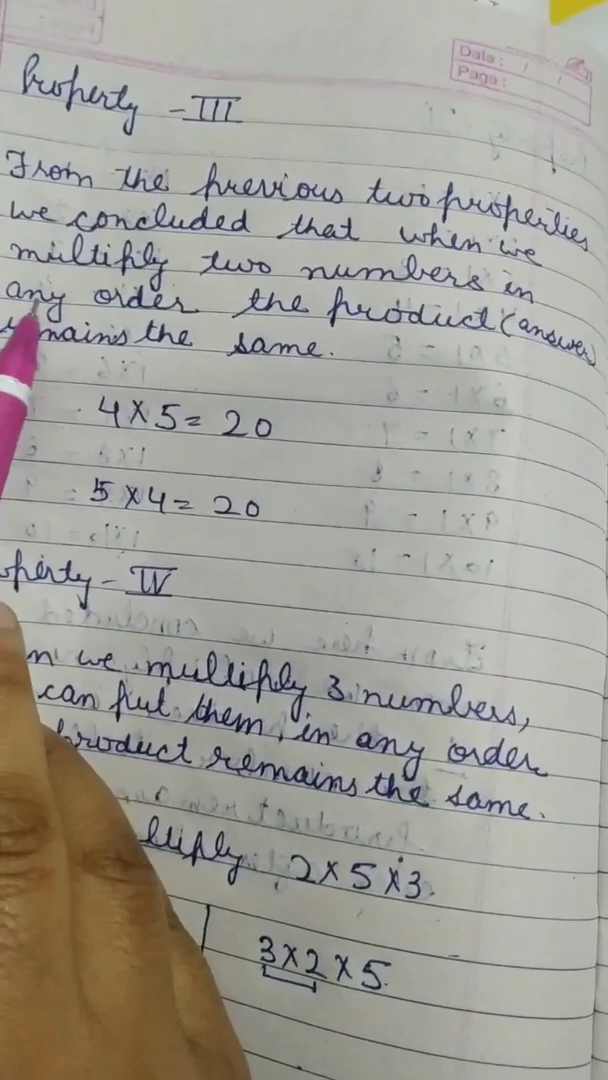 Date: / /
Page:
Property - III
From the previous two properties
we concluded that when we
multiply two numbers in
any order the product (answer)
remains the same.
4 x 5 = 20
5 x 4 = 20
operty - IV
n we multiply 3 numbers,
can put them in any order
product remains the same.
ltiply 2 x 5 x 3.
3 x 2 x 5.